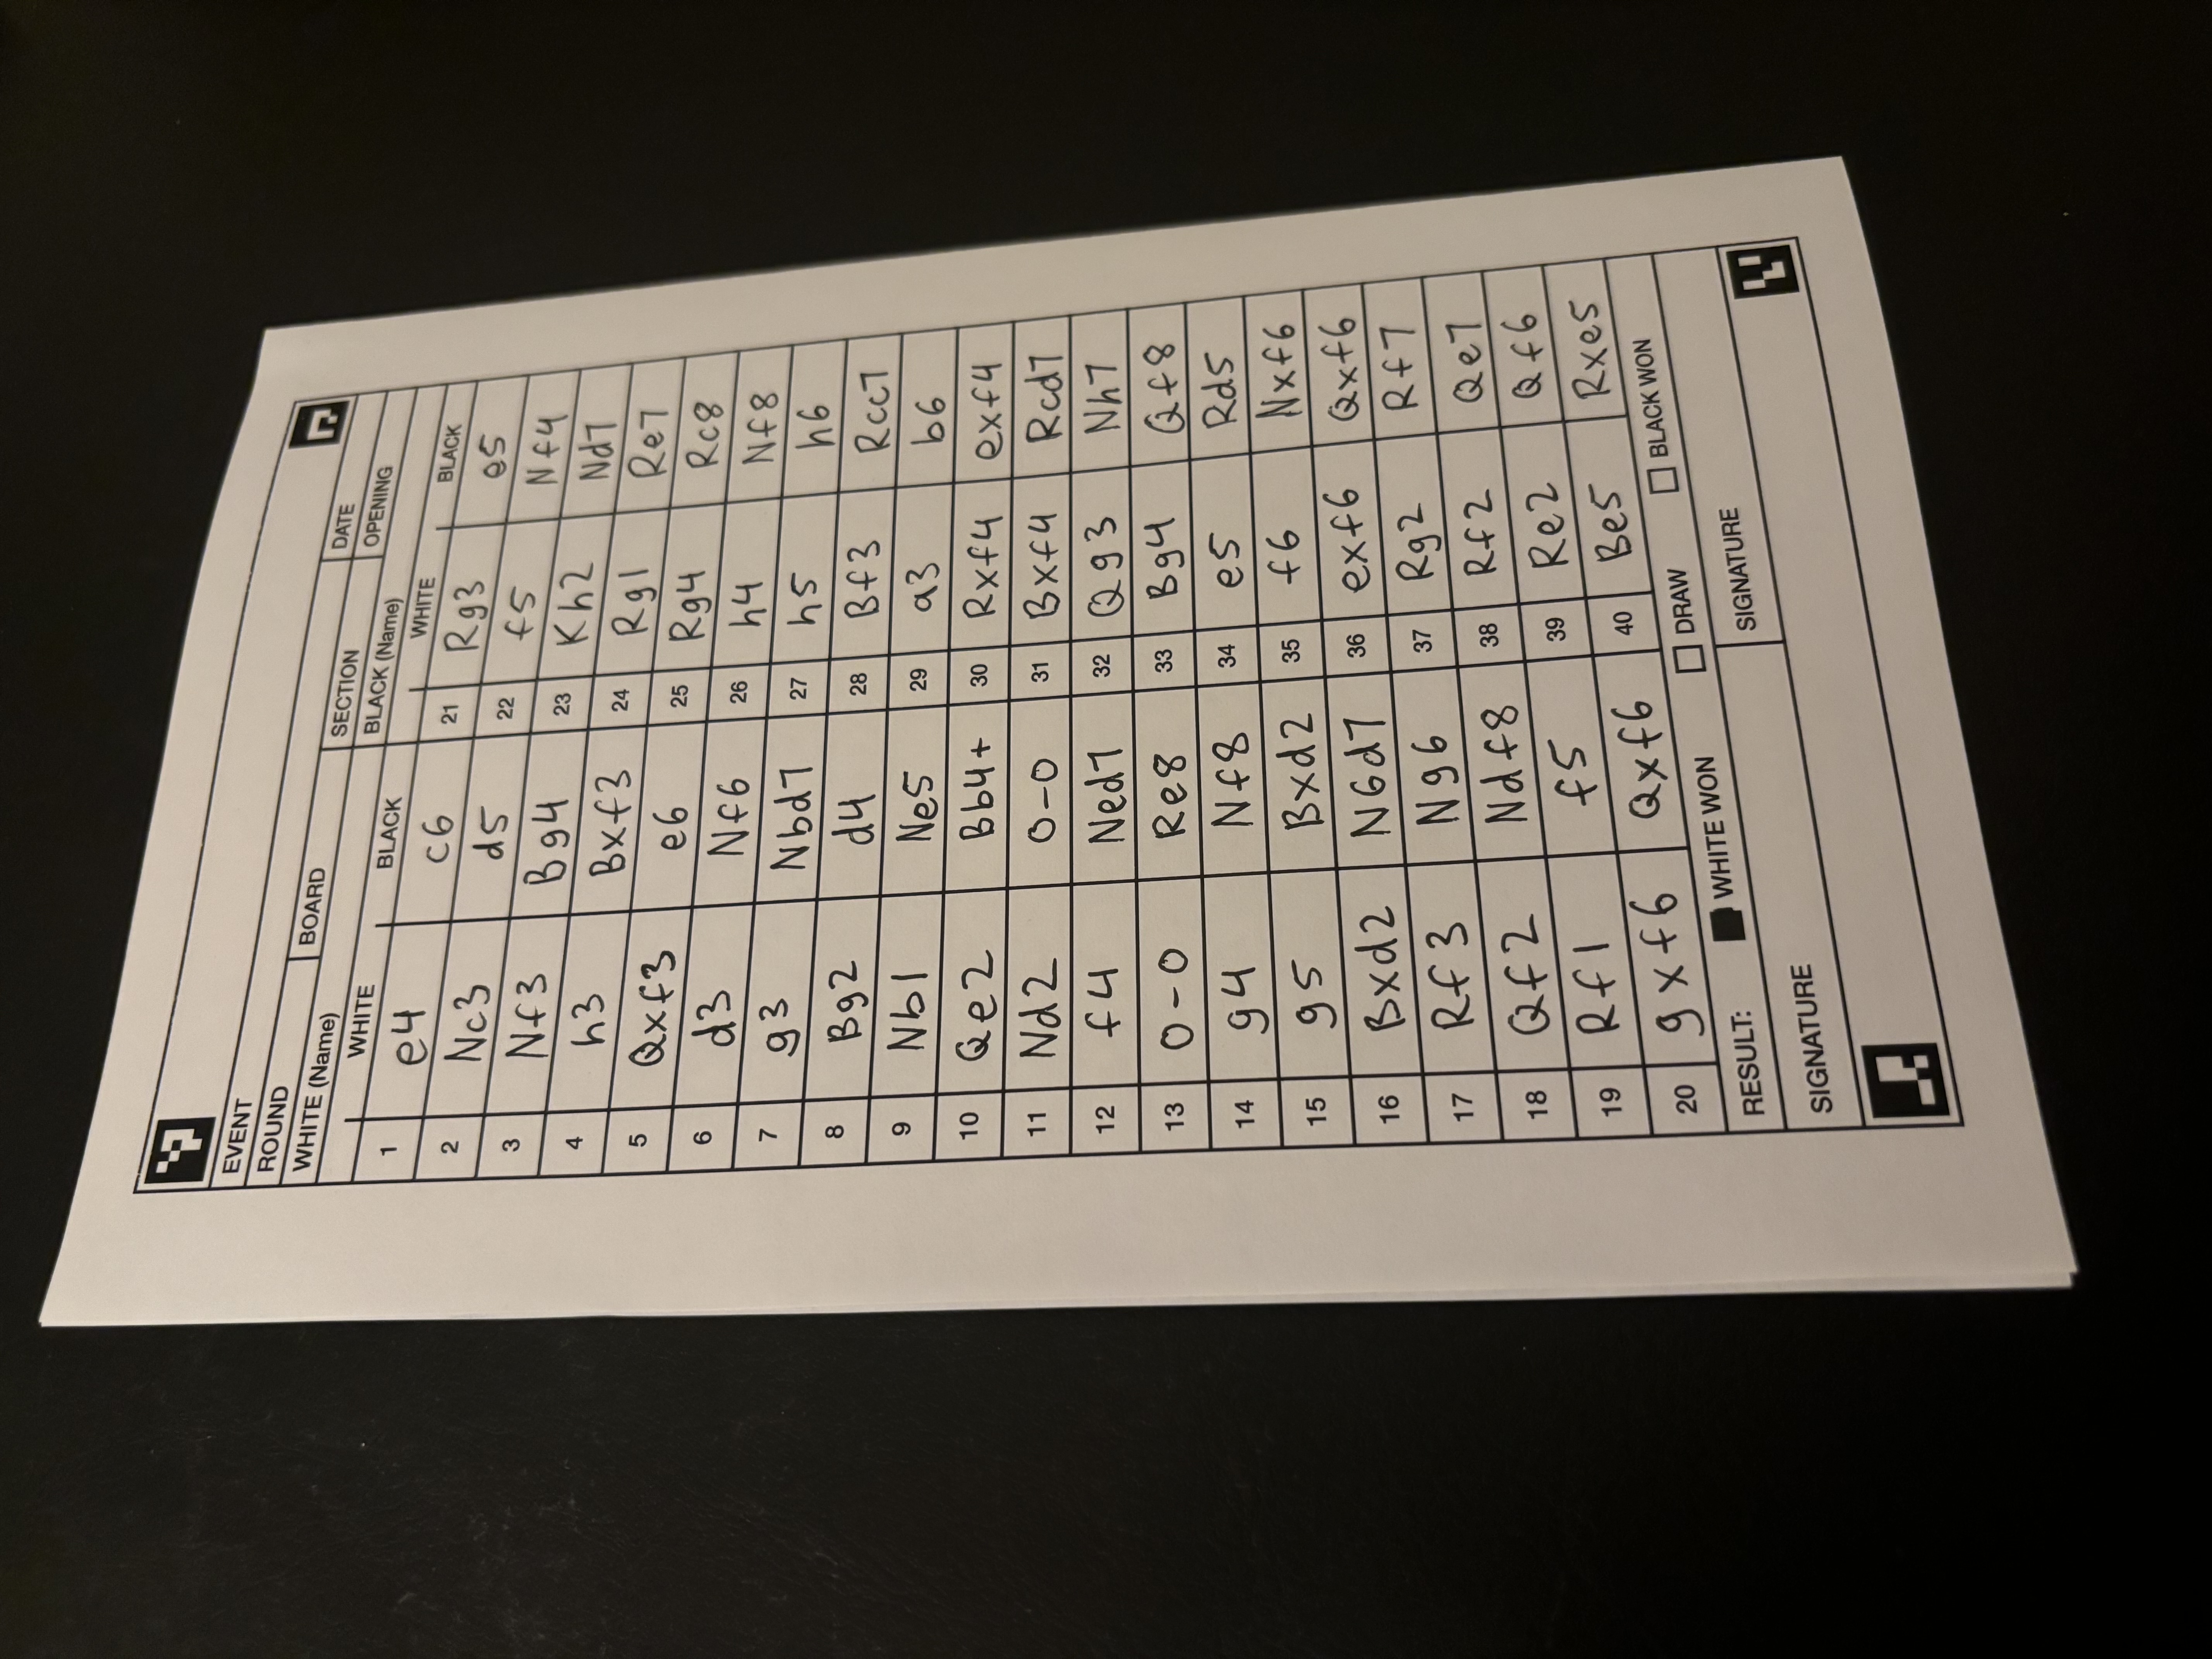 EVENT
ROUND BOARD SECTION DATE
WHITE (Name) BLACK (Name) OPENING
WHITE BLACK
1 e4 c6
2 Nc3 d5
3 Nf3 Bg4
4 h3 Bxf3
5 Qxf3 e6
6 d3 Nf6
7 g3 Nbd7
8 Bg2 d4
9 Nb1 Ne5
10 Qe2 Bb4+
11 Nd2 0-0
12 f4 Ned7
13 0-0 Re8
14 g4 Nf8
15 g5 Bxd2
16 Bxd2 N6d7
17 Rf3 Ng6
18 Qf2 Ndf8
19 Rf1 f5
20 gxf6 Qxf6
WHITE BLACK
21 Rg3 e5
22 f5 Nf4
23 Kh2 Nd7
24 Rg1 Re7
25 Rg4 Rc8
26 h4 Nf8
27 h5 h6
28 Bf3 Rcc7
29 a3 b6
30 Rxf4 exf4
31 Bxf4 Rcd7
32 Qg3 Nh7
33 Bg4 Qf8
34 e5 Rd5
35 f6 Nxf6
36 exf6 Qxf6
37 Rg2 Rf7
38 Rf2 Qe7
39 Re2 Qf6
40 Be5 Rxe5
RESULT: WHITE WON DRAW BLACK WON
SIGNATURE SIGNATURE